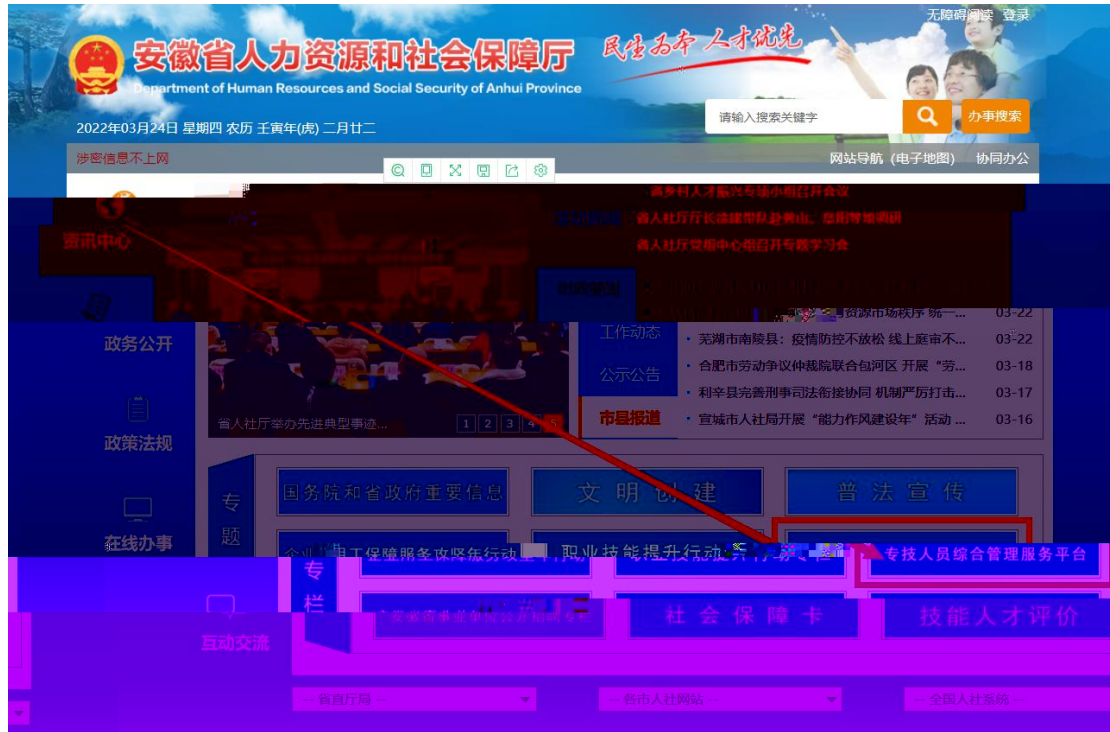 无障碍阅读 登录
安徽省人力资源和社会保障厅
民生为本 人才优先
Department of Human Resources and Social Security of Anhui Province
请输入搜索关键字
办事搜索
2022年03月24日 星期四 农历 壬寅年(虎) 二月廿二
涉密信息不上网
网站导航 (电子地图)
协同办公
省乡村人才振兴专项小组召开会议
资讯中心
省人社厅党组中心组召开专题学习会
03-22
政务公开
工作动态
· 芜湖市南陵县：疫情防控不放松 线上庭审不...
03-22
公示公告
· 合肥市劳动争议仲裁院联合包河区 开展“劳...
03-18
· 利辛县完善刑事司法衔接协同 机制严厉打击...
03-17
省人社厅举办先进典型事迹...
1 2 3 4 5
市县报道
· 宣城市人社局开展“能力作风建设年”活动 ...
03-16
政策法规
专题
国务院和省政府重要信息
文明创建
普法宣传
在线办事
职业技能提升行动
专技人员综合管理服务平台
专栏
社会保障卡
技能人才评价
互动交流
-- 省直厅局 --
-- 各市人社网站 --
-- 全国人社系统 --